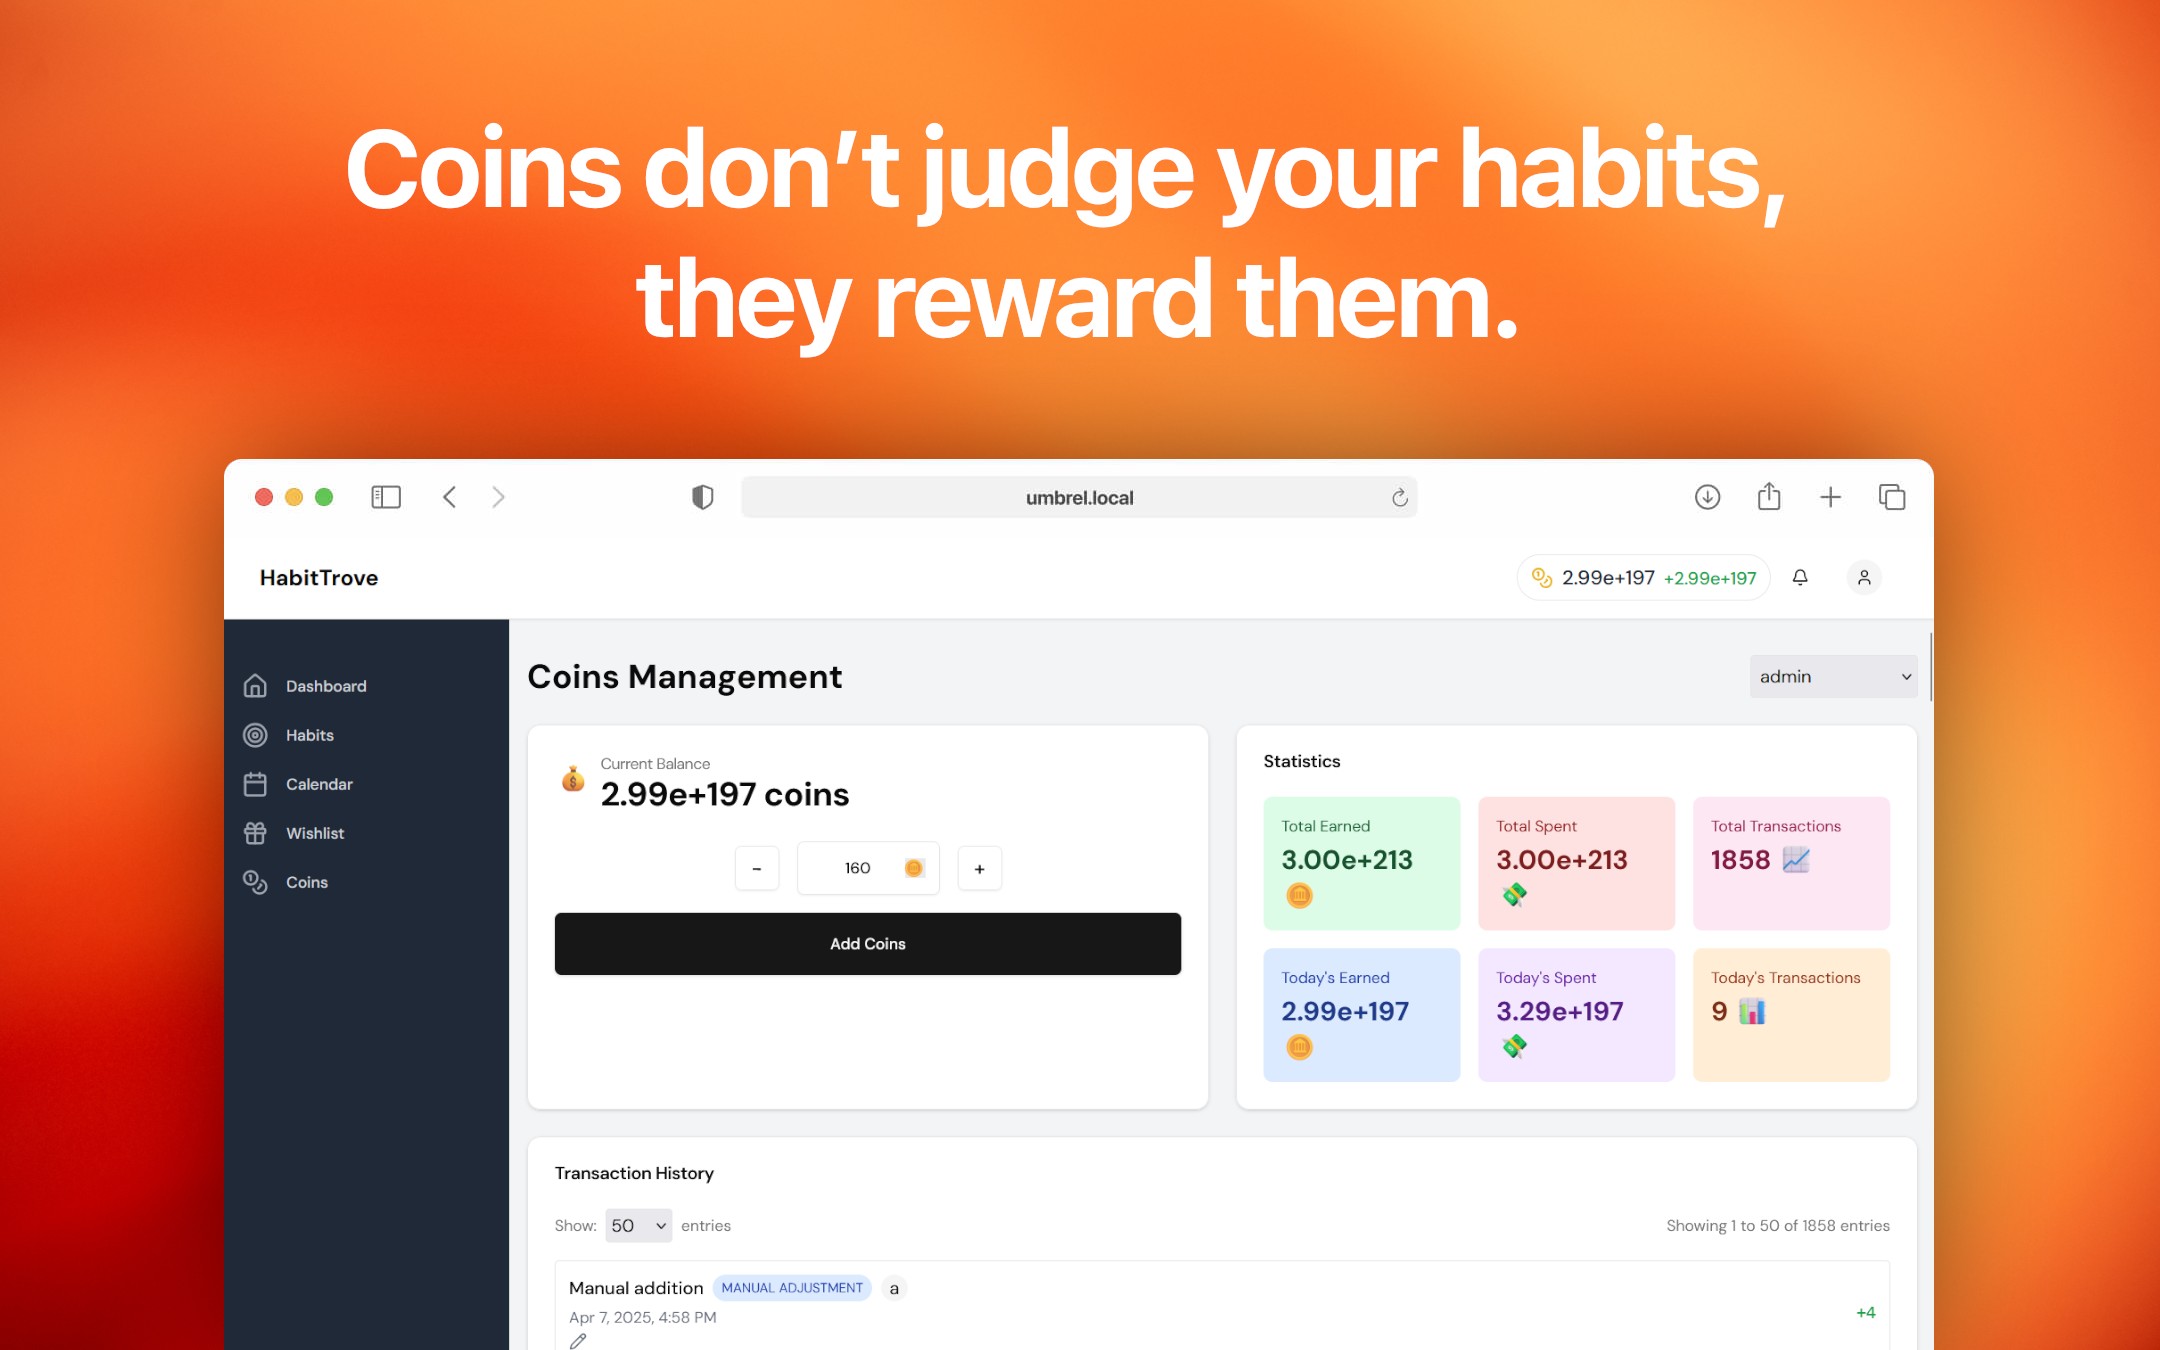 Coins don’t judge your habits,
they reward them.
umbrel.local
HabitTrove
2.99e+197 +2.99e+197
Dashboard
Habits
Calendar
Wishlist
Coins
Coins Management
admin
Current Balance
2.99e+197 coins
- 160 +
Add Coins
Statistics
Total Earned
3.00e+213
Total Spent
3.00e+213
Total Transactions
1858
Today's Earned
2.99e+197
Today's Spent
3.29e+197
Today's Transactions
9
Transaction History
Show: 50 entries
Showing 1 to 50 of 1858 entries
Manual addition MANUAL ADJUSTMENT a
Apr 7, 2025, 4:58 PM
+4